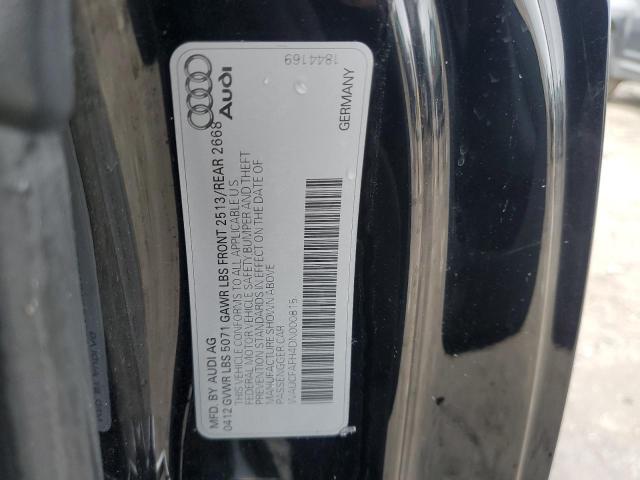 Audi
1844169
MFD. BY AUDI AG
GERMANY
0412 GVWR LBS 5071 GAWR LBS FRONT 2513/REAR 2668
THIS VEHICLE CONFORMS TO ALL APPLICABLE U.S.
FEDERAL MOTOR VEHICLE SAFETY, BUMPER AND THEFT
PREVENTION STANDARDS IN EFFECT ON THE DATE OF
MANUFACTURE SHOWN ABOVE.
PASSENGER CAR
WAUCFAFH4DN000815